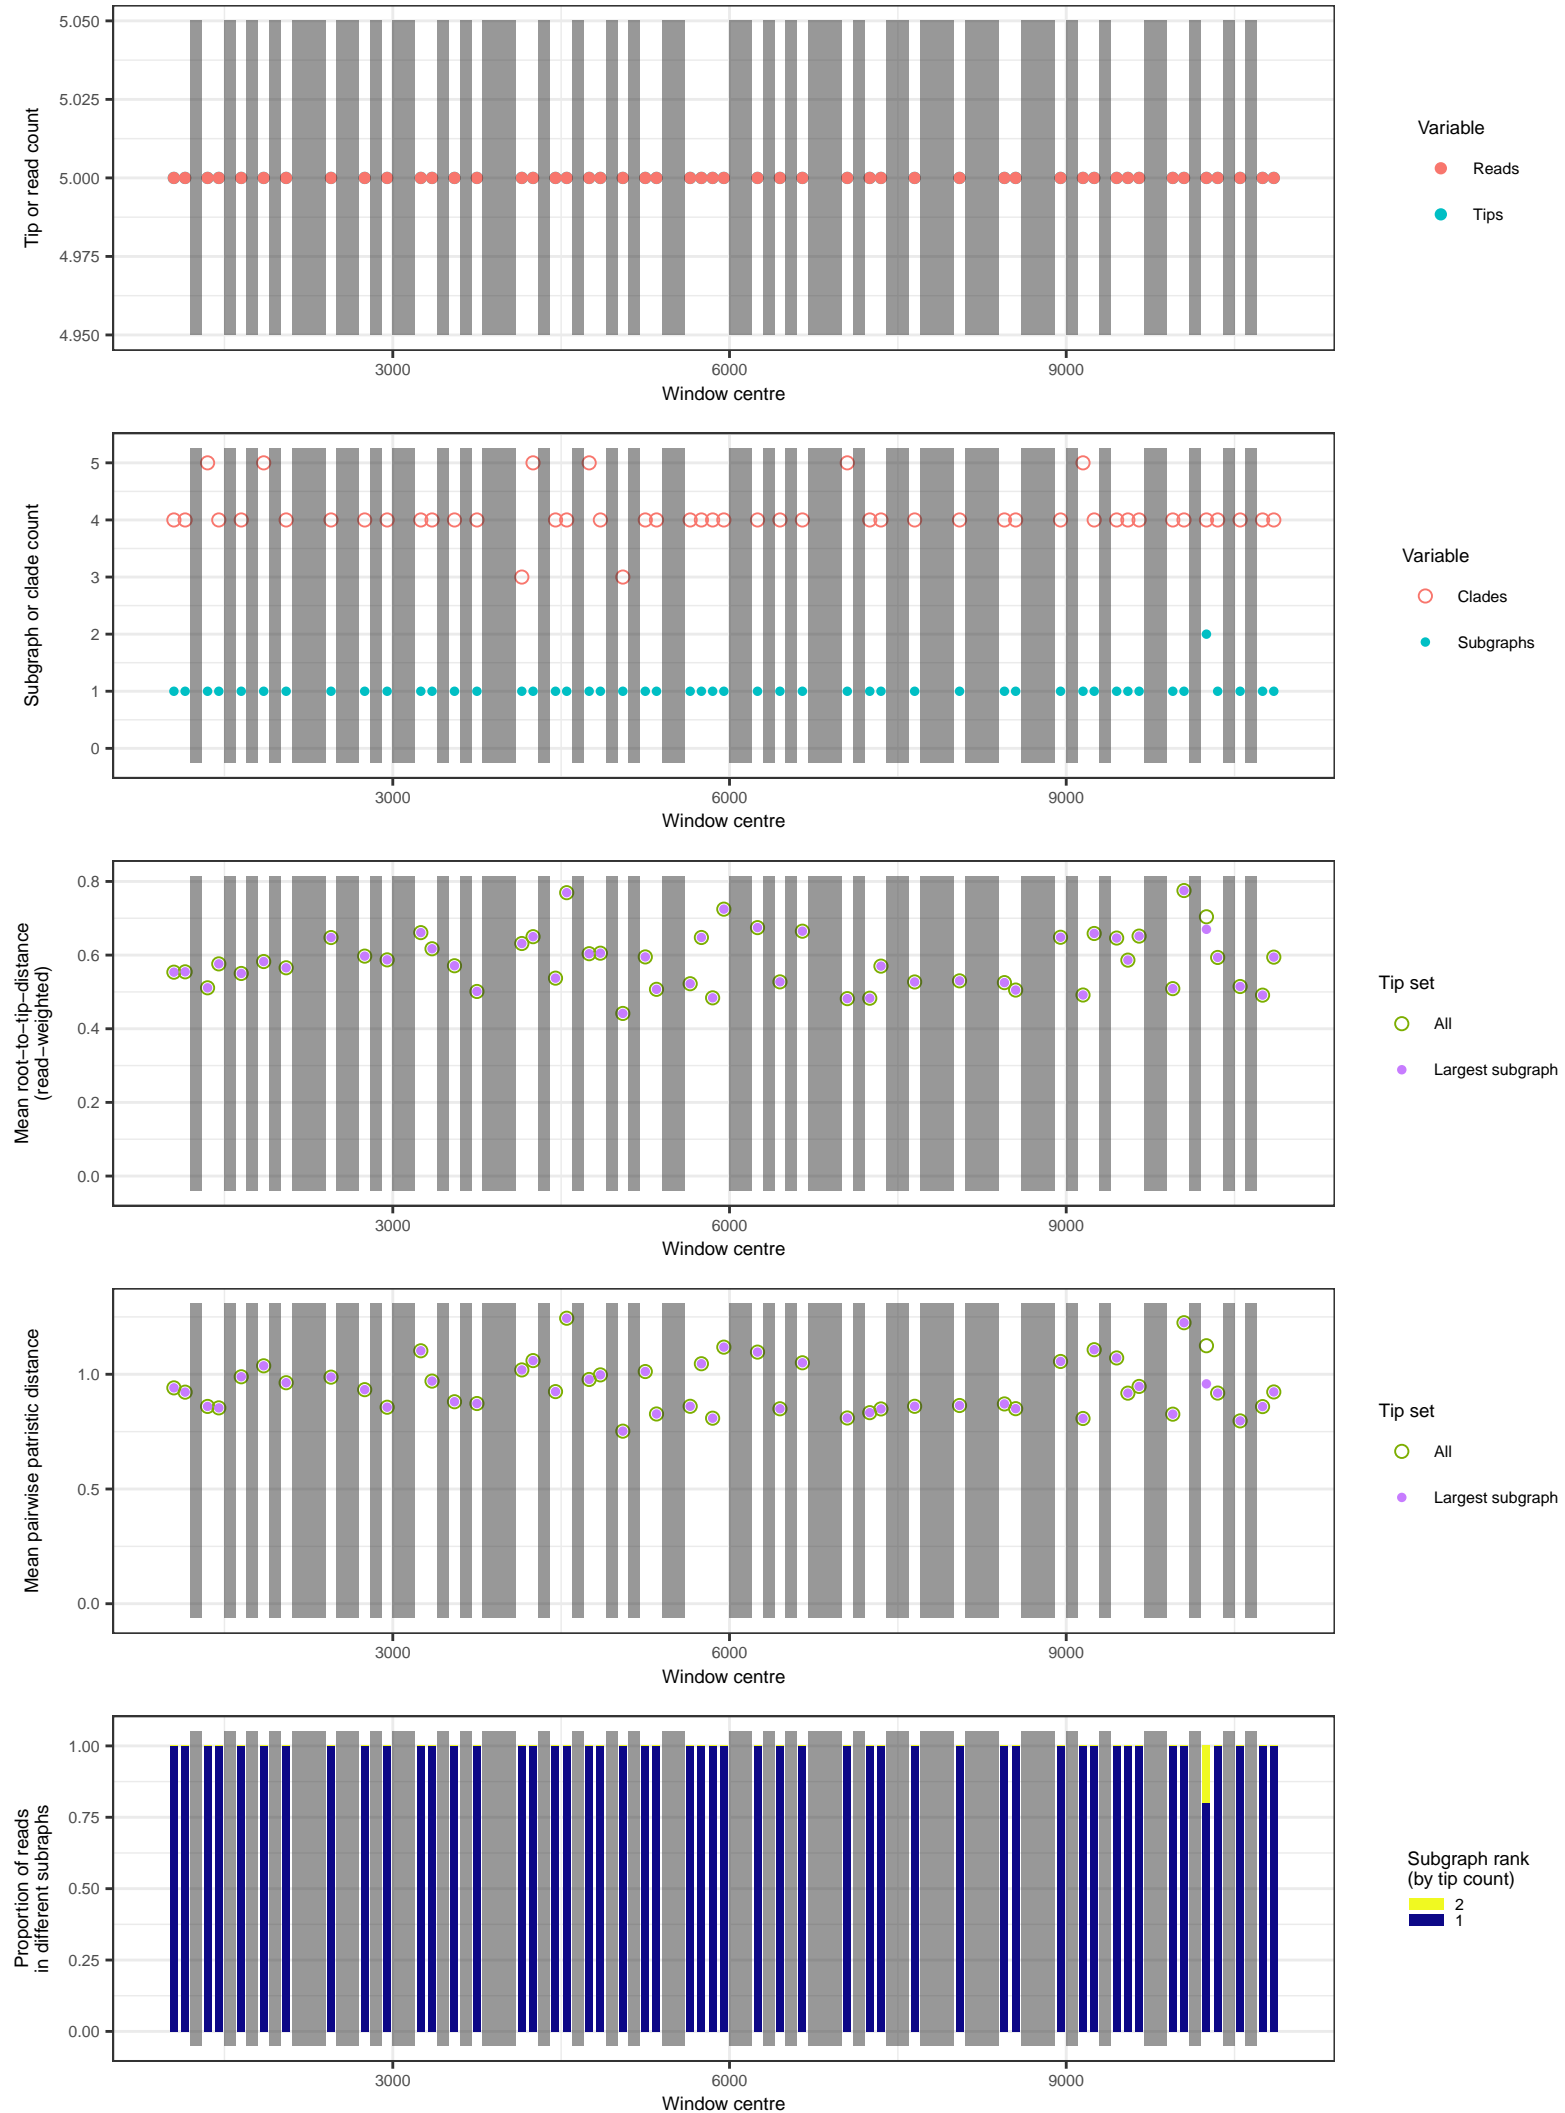 5.050
5.025
5.000
4.975
4.950
Tip or read count
3000 6000 9000
Window centre
Variable
Reads
Tips
5
4
3
2
1
0
Subgraph or clade count
3000 6000 9000
Window centre
Variable
Clades
Subgraphs
0.8
0.6
0.4
0.2
0.0
Mean root−to−tip−distance
(read−weighted)
3000 6000 9000
Window centre
Tip set
All
Largest subgraph
1.0
0.5
0.0
Mean pairwise patristic distance
3000 6000 9000
Window centre
Tip set
All
Largest subgraph
1.00
0.75
0.50
0.25
0.00
Proportion of reads
in different subraphs
3000 6000 9000
Window centre
Subgraph rank
(by tip count)
2
1